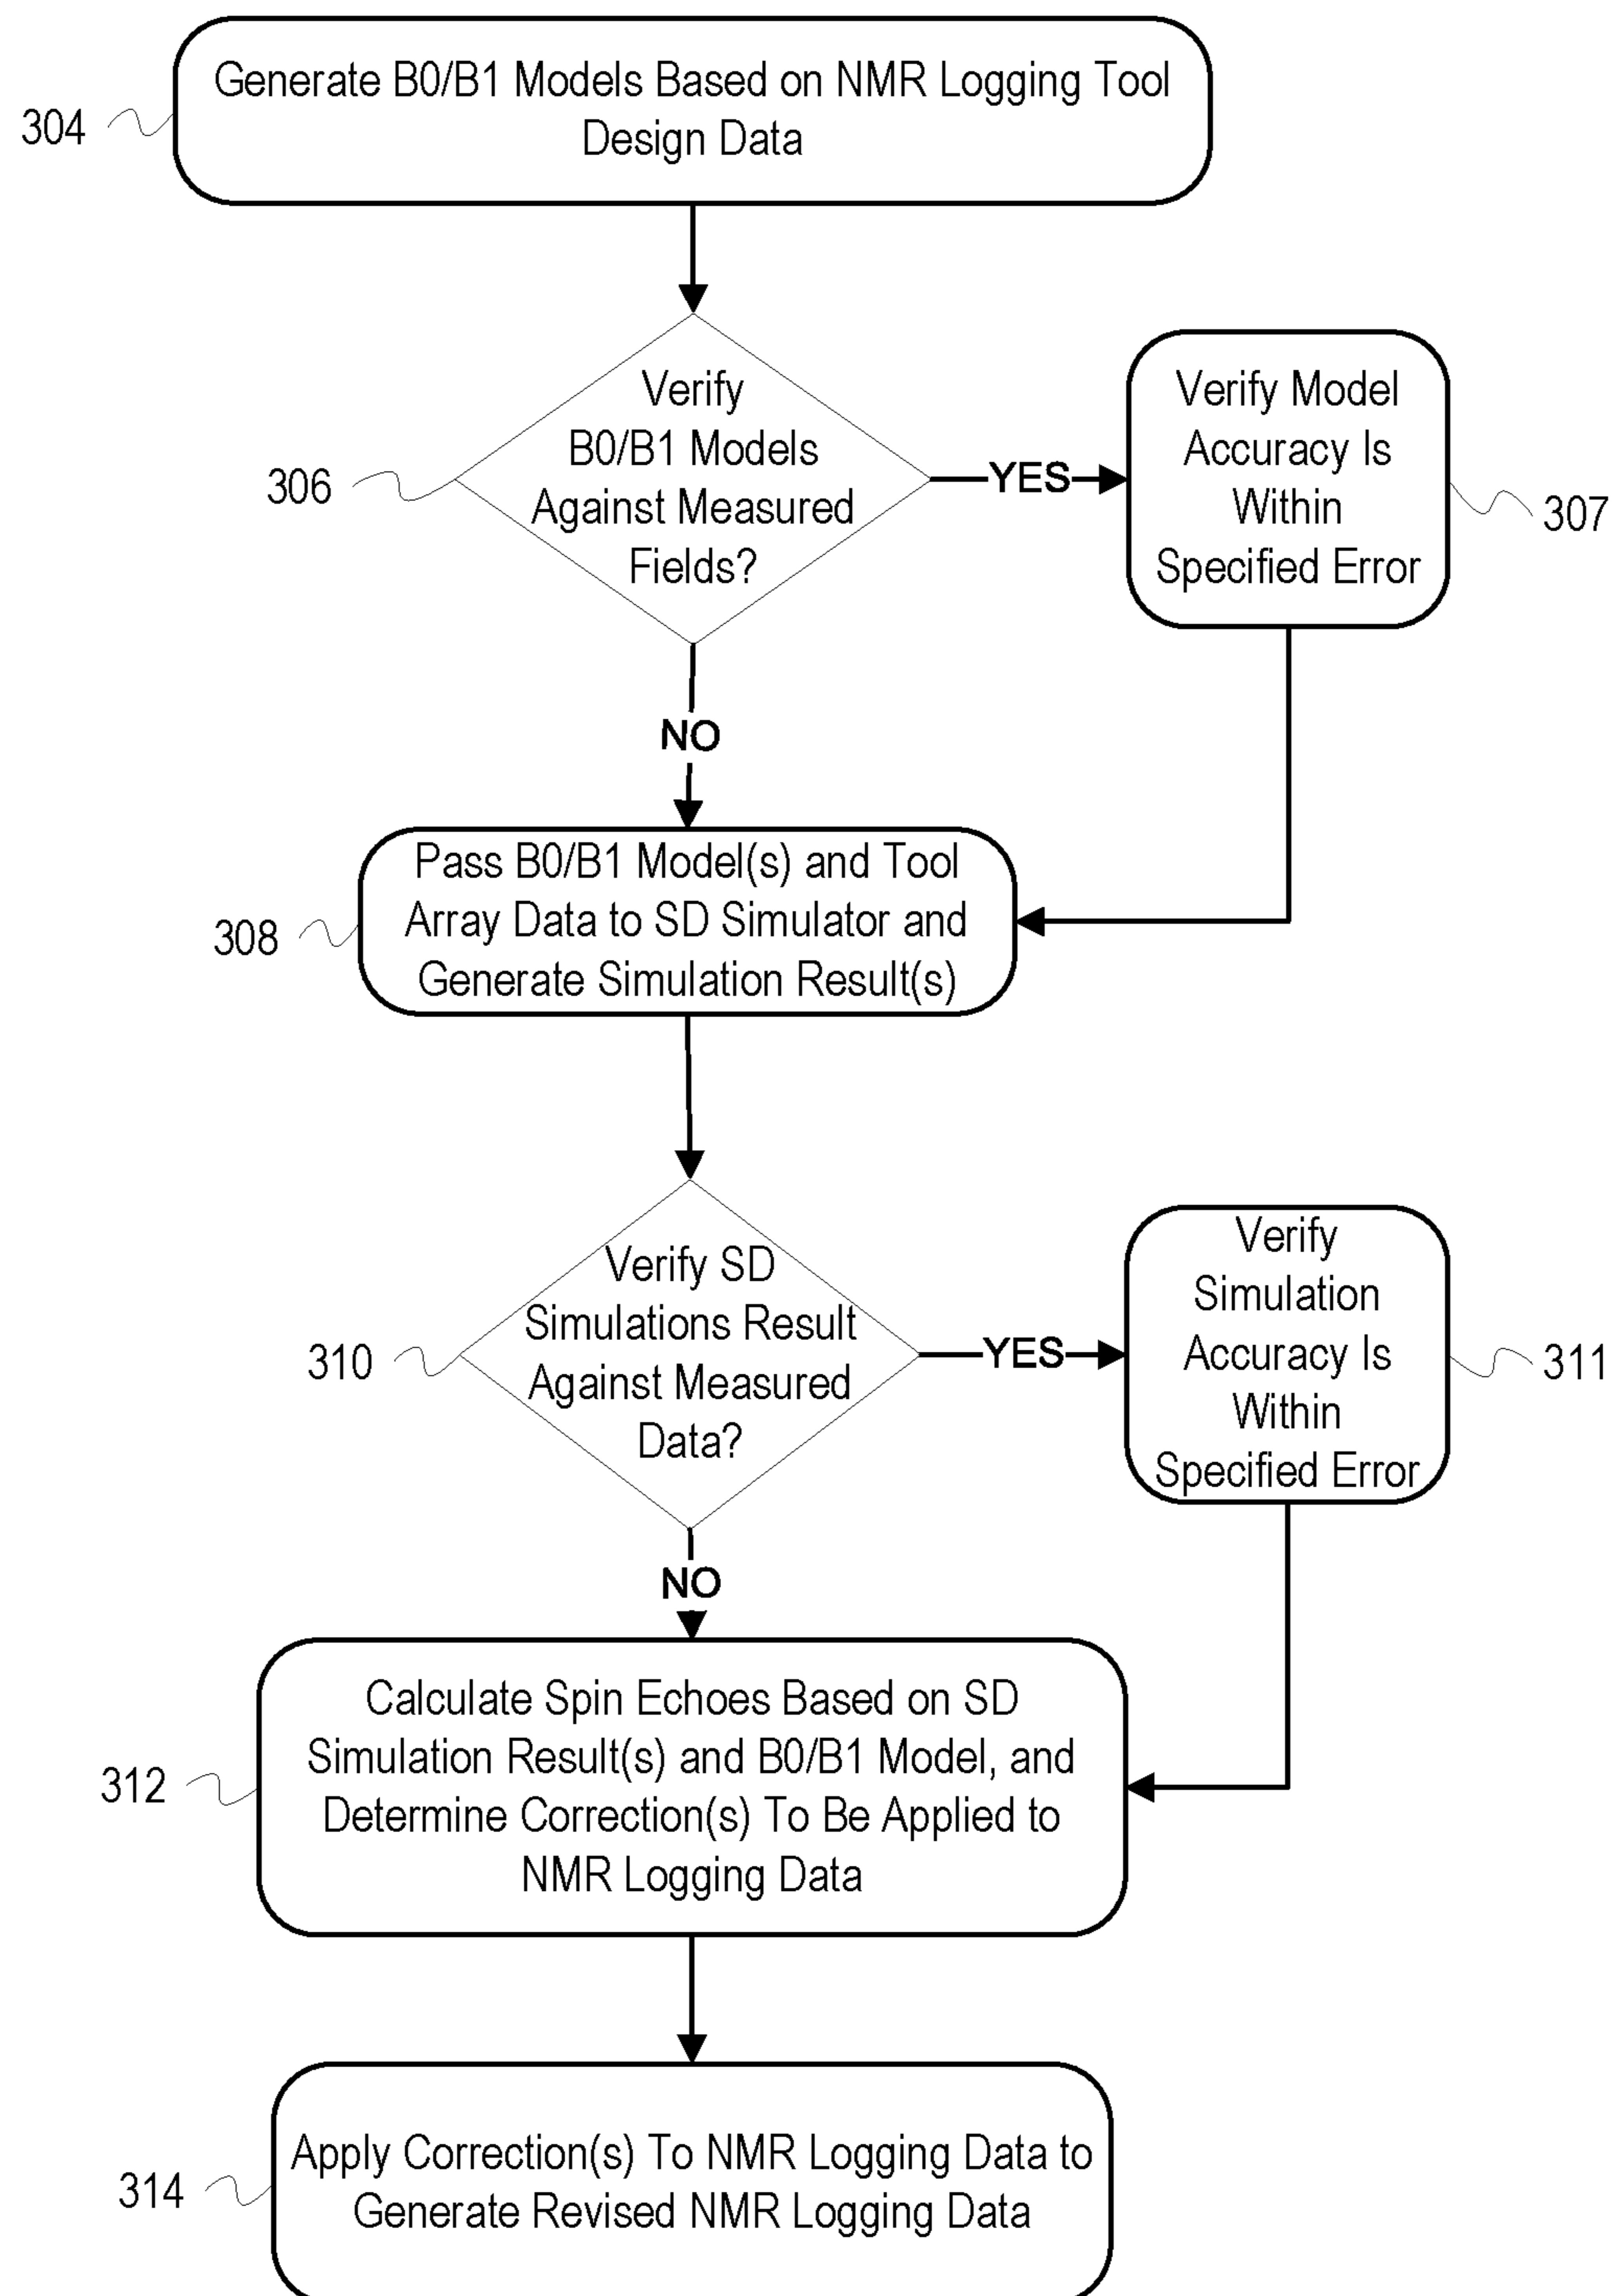 Generate B0/B1 Models Based on NMR Logging Tool
Design Data
304
Verify
B0/B1 Models
Against Measured
Fields?
306
YES
Verify Model
Accuracy Is
Within
Specified Error
307
NO
Pass B0/B1 Model(s) and Tool
Array Data to SD Simulator and
Generate Simulation Result(s)
308
Verify SD
Simulations Result
Against Measured
Data?
310
YES
Verify
Simulation
Accuracy Is
Within
Specified Error
311
NO
Calculate Spin Echoes Based on SD
Simulation Result(s) and B0/B1 Model, and
Determine Correction(s) To Be Applied to
NMR Logging Data
312
Apply Correction(s) To NMR Logging Data to
Generate Revised NMR Logging Data
314